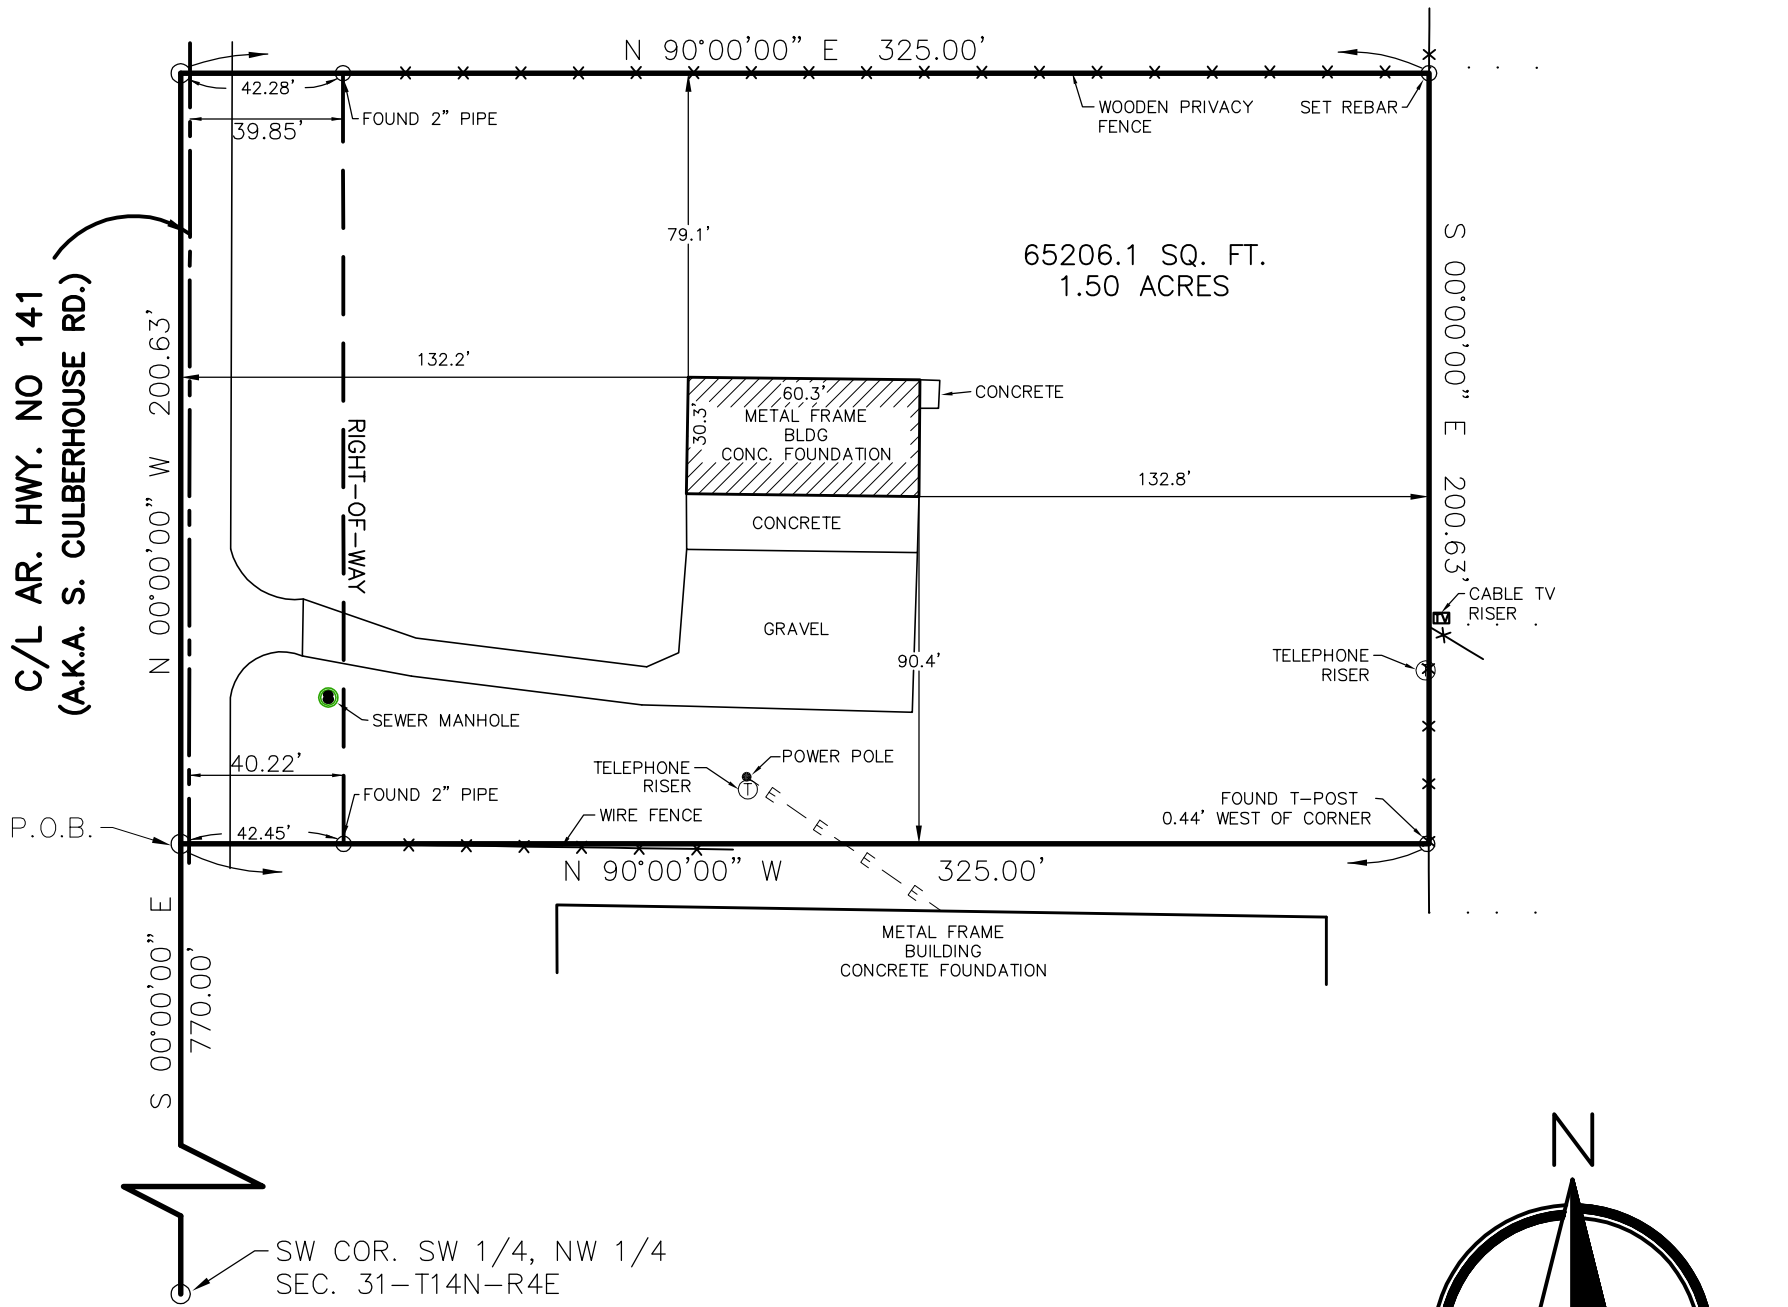 N 90°00'00" E 325.00'
42.28'
39.85'
FOUND 2" PIPE
WOODEN PRIVACY
FENCE
SET REBAR
79.1'
65206.1 SQ. FT.
1.50 ACRES
C/L AR. HWY. NO 141
(A.K.A. S. CULBERHOUSE RD.)
N 00°00'00" W 200.63'
S 00°00'00" E 200.63'
132.2'
RIGHT-OF-WAY
60.3'
30.3'
METAL FRAME
BLDG
CONC. FOUNDATION
CONCRETE
132.8'
CONCRETE
GRAVEL
90.4'
CABLE TV
RISER
TV
TELEPHONE
RISER
SEWER MANHOLE
40.22'
TELEPHONE
RISER
T
POWER POLE
E
E
E
E
FOUND 2" PIPE
WIRE FENCE
FOUND T-POST
0.44' WEST OF CORNER
P.O.B.
42.45'
N 90°00'00" W 325.00'
METAL FRAME
BUILDING
CONCRETE FOUNDATION
S 00°00'00" E
770.00'
SW COR. SW 1/4, NW 1/4
SEC. 31-T14N-R4E
N